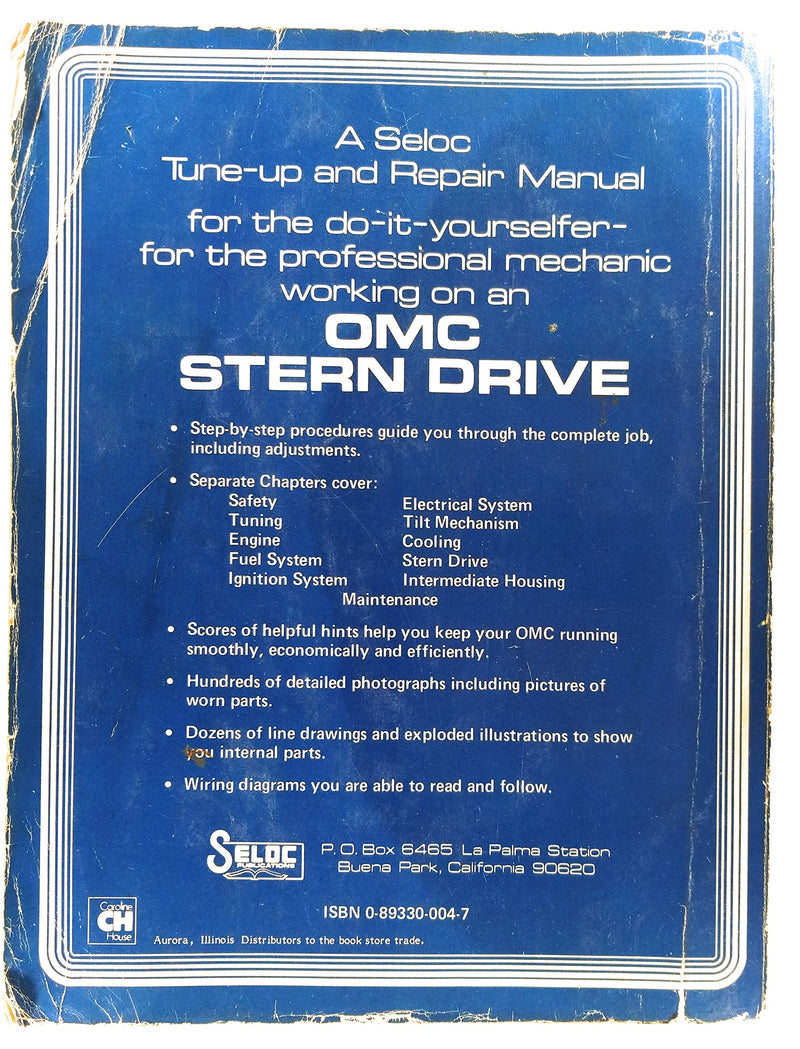 A Seloc
Tune-up and Repair Manual
for the do-it-yourselfer-
for the professional mechanic
working on an
OMC
STERN DRIVE
• Step-by-step procedures guide you through the complete job,
including adjustments.
• Separate Chapters cover:
Safety Electrical System
Tuning Tilt Mechanism
Engine Cooling
Fuel System Stern Drive
Ignition System Intermediate Housing
Maintenance
• Scores of helpful hints help you keep your OMC running
smoothly, economically and efficiently.
• Hundreds of detailed photographs including pictures of
worn parts.
• Dozens of line drawings and exploded illustrations to show
you internal parts.
• Wiring diagrams you are able to read and follow.
SELOC
PUBLICATIONS
P. O. Box 6465 La Palma Station
Buena Park, California 90620
ISBN 0-89330-004-7
Caroline
CH
House
Aurora, Illinois Distributors to the book store trade.